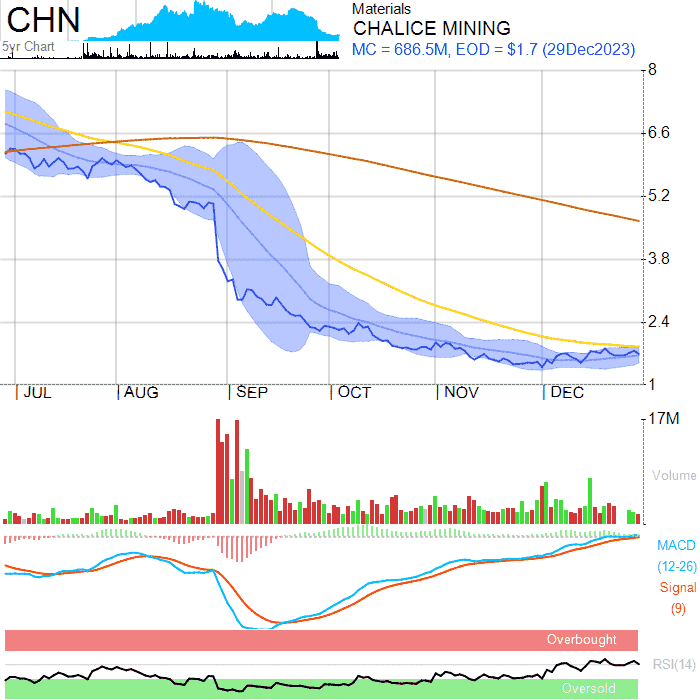 CHN
5yr Chart
Materials
CHALICE MINING
MC = 686.5M, EOD = $1.7 (29Dec2023)
8
6.6
5.2
3.8
2.4
1
JUL AUG SEP OCT NOV DEC
17M
Volume
MACD
(12-26)
Signal
(9)
Overbought
RSI(14)
Oversold